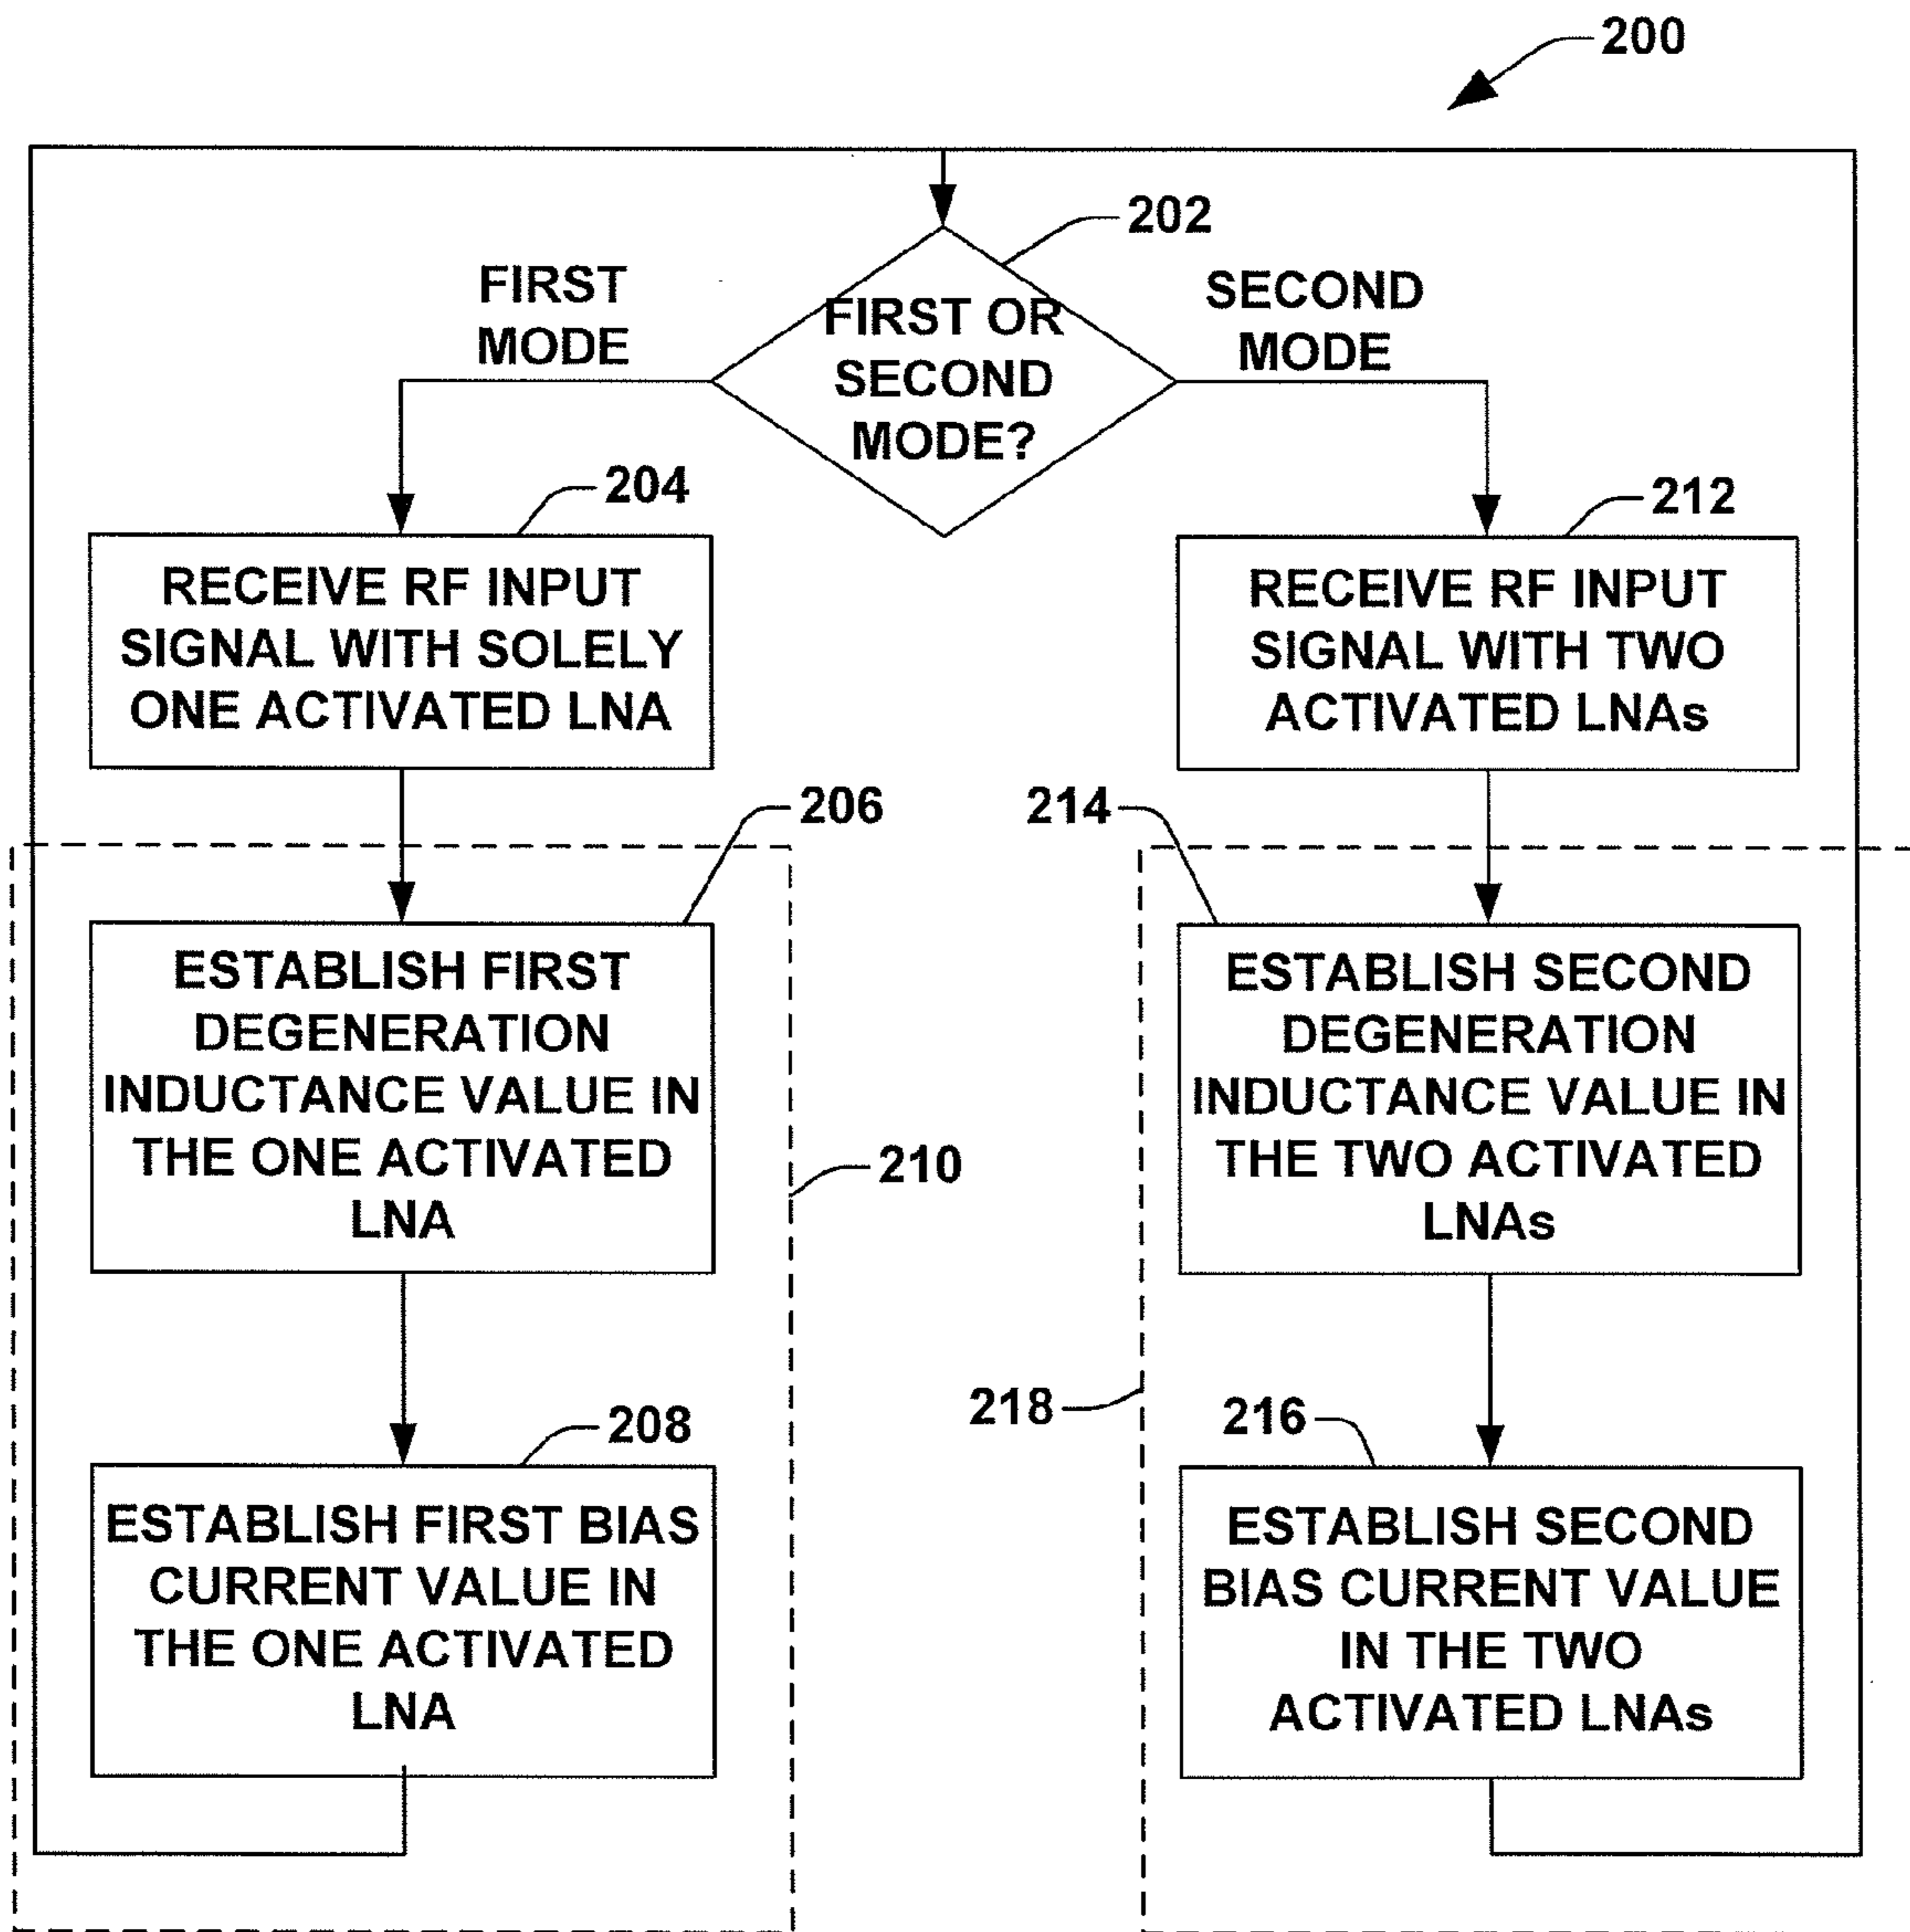 200
202
FIRST
MODE
FIRST OR
SECOND
MODE?
SECOND
MODE
204
RECEIVE RF INPUT
SIGNAL WITH SOLELY
ONE ACTIVATED LNA
212
RECEIVE RF INPUT
SIGNAL WITH TWO
ACTIVATED LNAs
206
ESTABLISH FIRST
DEGENERATION
INDUCTANCE VALUE IN
THE ONE ACTIVATED
LNA
210
214
ESTABLISH SECOND
DEGENERATION
INDUCTANCE VALUE IN
THE TWO ACTIVATED
LNAs
218
208
ESTABLISH FIRST BIAS
CURRENT VALUE IN
THE ONE ACTIVATED
LNA
216
ESTABLISH SECOND
BIAS CURRENT VALUE
IN THE TWO
ACTIVATED LNAs